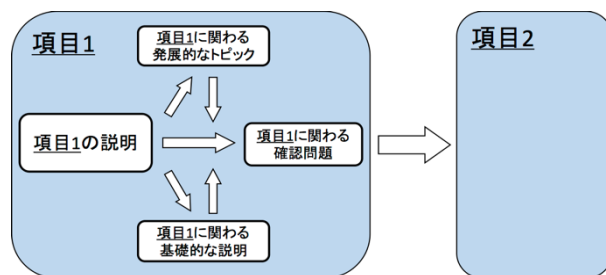 項目1
項目1に関わる
発展的なトピック
項目1の説明
項目1に関わる
確認問題
項目1に関わる
基礎的な説明
項目2